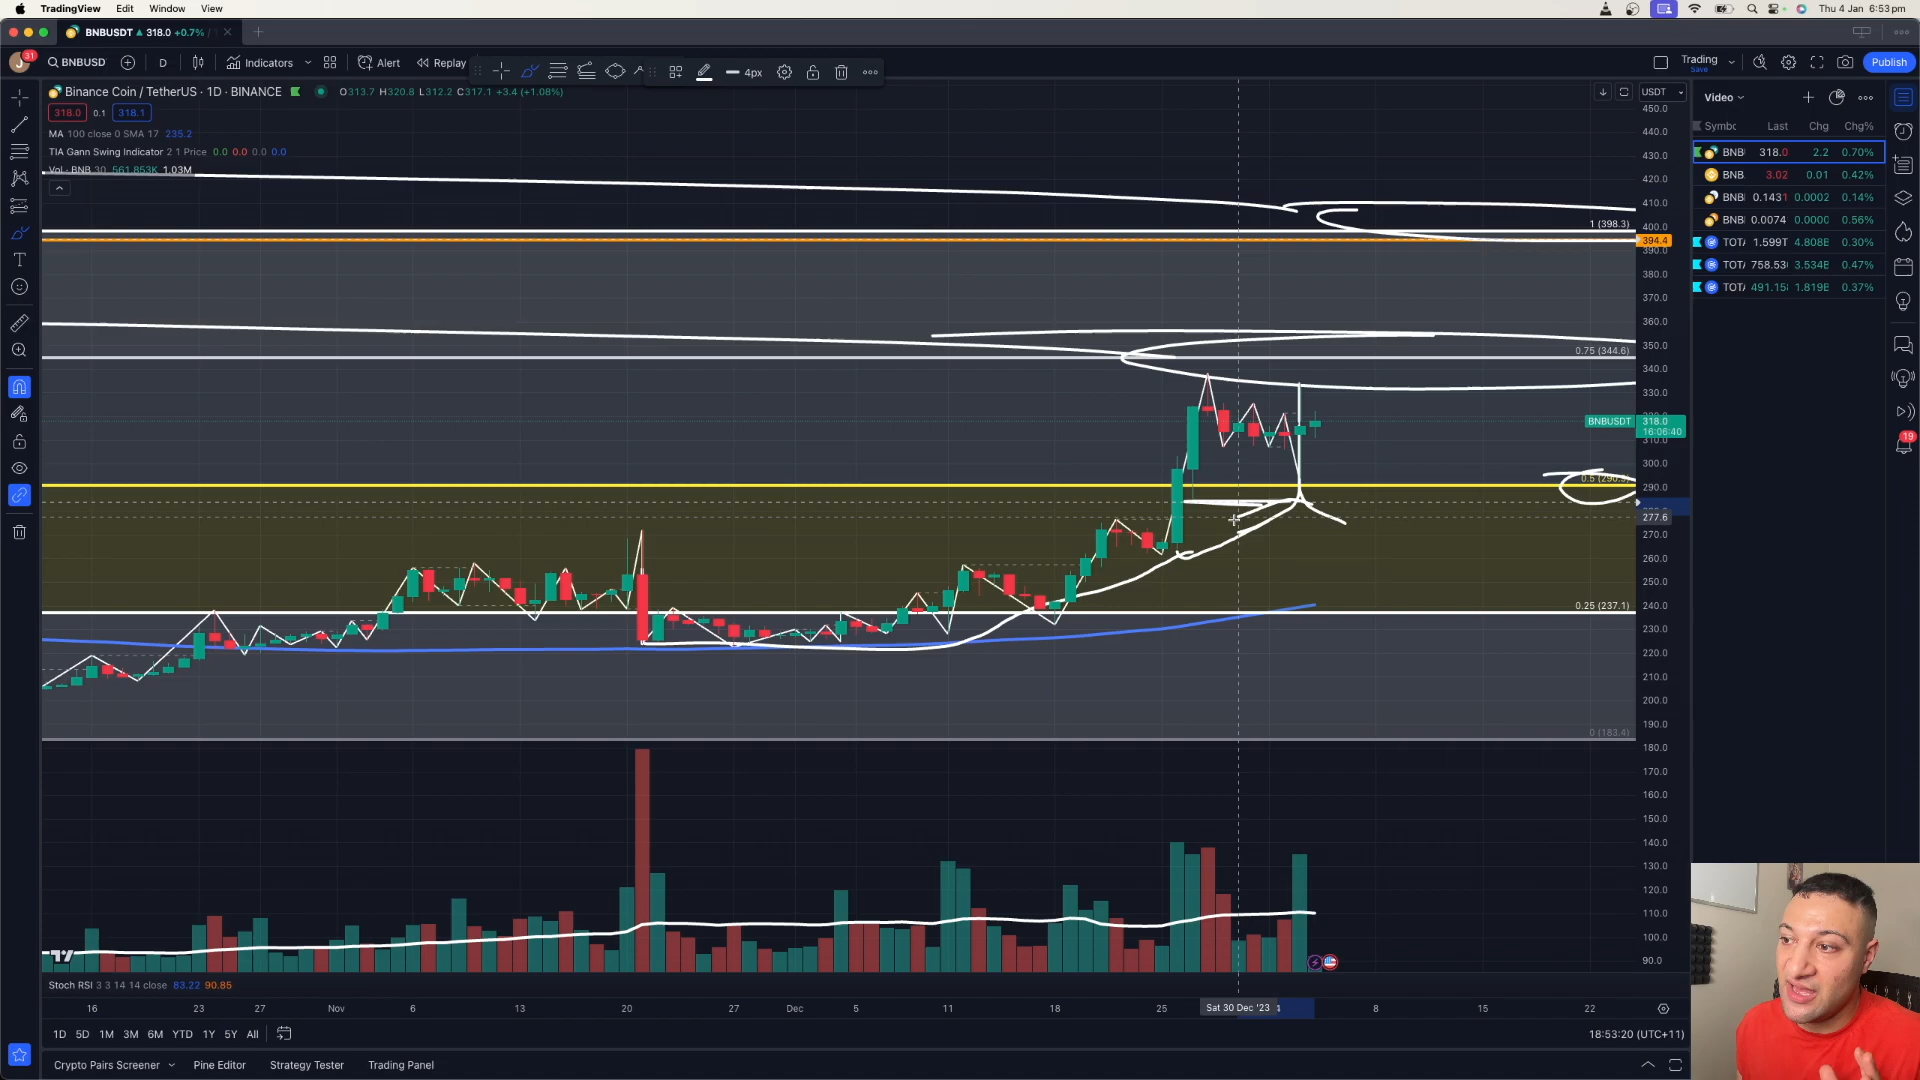 TradingView Edit Window View
Thu 4 Jan 6:53 pm
BNBUSDT ▲ 318.0 +0.7% /
J 31 BNBUSD D Indicators Alert Replay 4px Trading Save Publish
Binance Coin / TetherUS · 1D · BINANCE O313.7 H320.8 L312.2 C317.1 +3.4 (+1.08%)
318.0 0.1 318.1
MA 100 close 0 SMA 17 235.2
TIA Gann Swing Indicator 2 1 Price 0.0 0.0 0.0 0.0
Vol · BNB 30 561.853K 1.03M
USDT
450.0
440.0
430.0
420.0
410.0
1 (398.3) 400.0
394.4
390.0
380.0
370.0
360.0
0.75 (344.6) 350.0
340.0
330.0
BNBUSDT 318.0
16:06:40
310.0
300.0
290.0
277.6
270.0
260.0
250.0
0.25 (237.1) 240.0
230.0
220.0
210.0
200.0
0 (183.4) 190.0
180.0
170.0
160.0
150.0
140.0
130.0
120.0
110.0
100.0
90.0
Stoch RSI 3 3 14 14 close 83.22 90.85
16 23 27 Nov 6 13 20 27 Dec 5 11 18 25 Sat 30 Dec '23 8 15 22
1D 5D 1M 3M 6M YTD 1Y 5Y All 18:53:20 (UTC+11)
Crypto Pairs Screener Pine Editor Strategy Tester Trading Panel
Video
Last Chg Chg%
BNB 318.0 2.2 0.70%
BNB 3.02 0.01 0.42%
BNB 0.1431 0.0002 0.14%
BNB 0.0074 0.0000 0.56%
TOT 1.599T 4.808B 0.30%
TOT 758.53 3.534B 0.47%
TOT 491.15 1.819B 0.37%
19